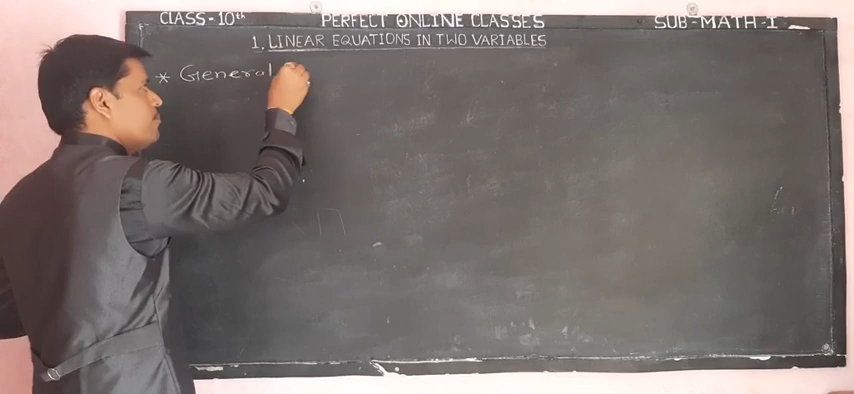 CLASS - 10th PERFECT ONLINE CLASSES SUB - MATH - I
1. LINEAR EQUATIONS IN TWO VARIABLES
* General